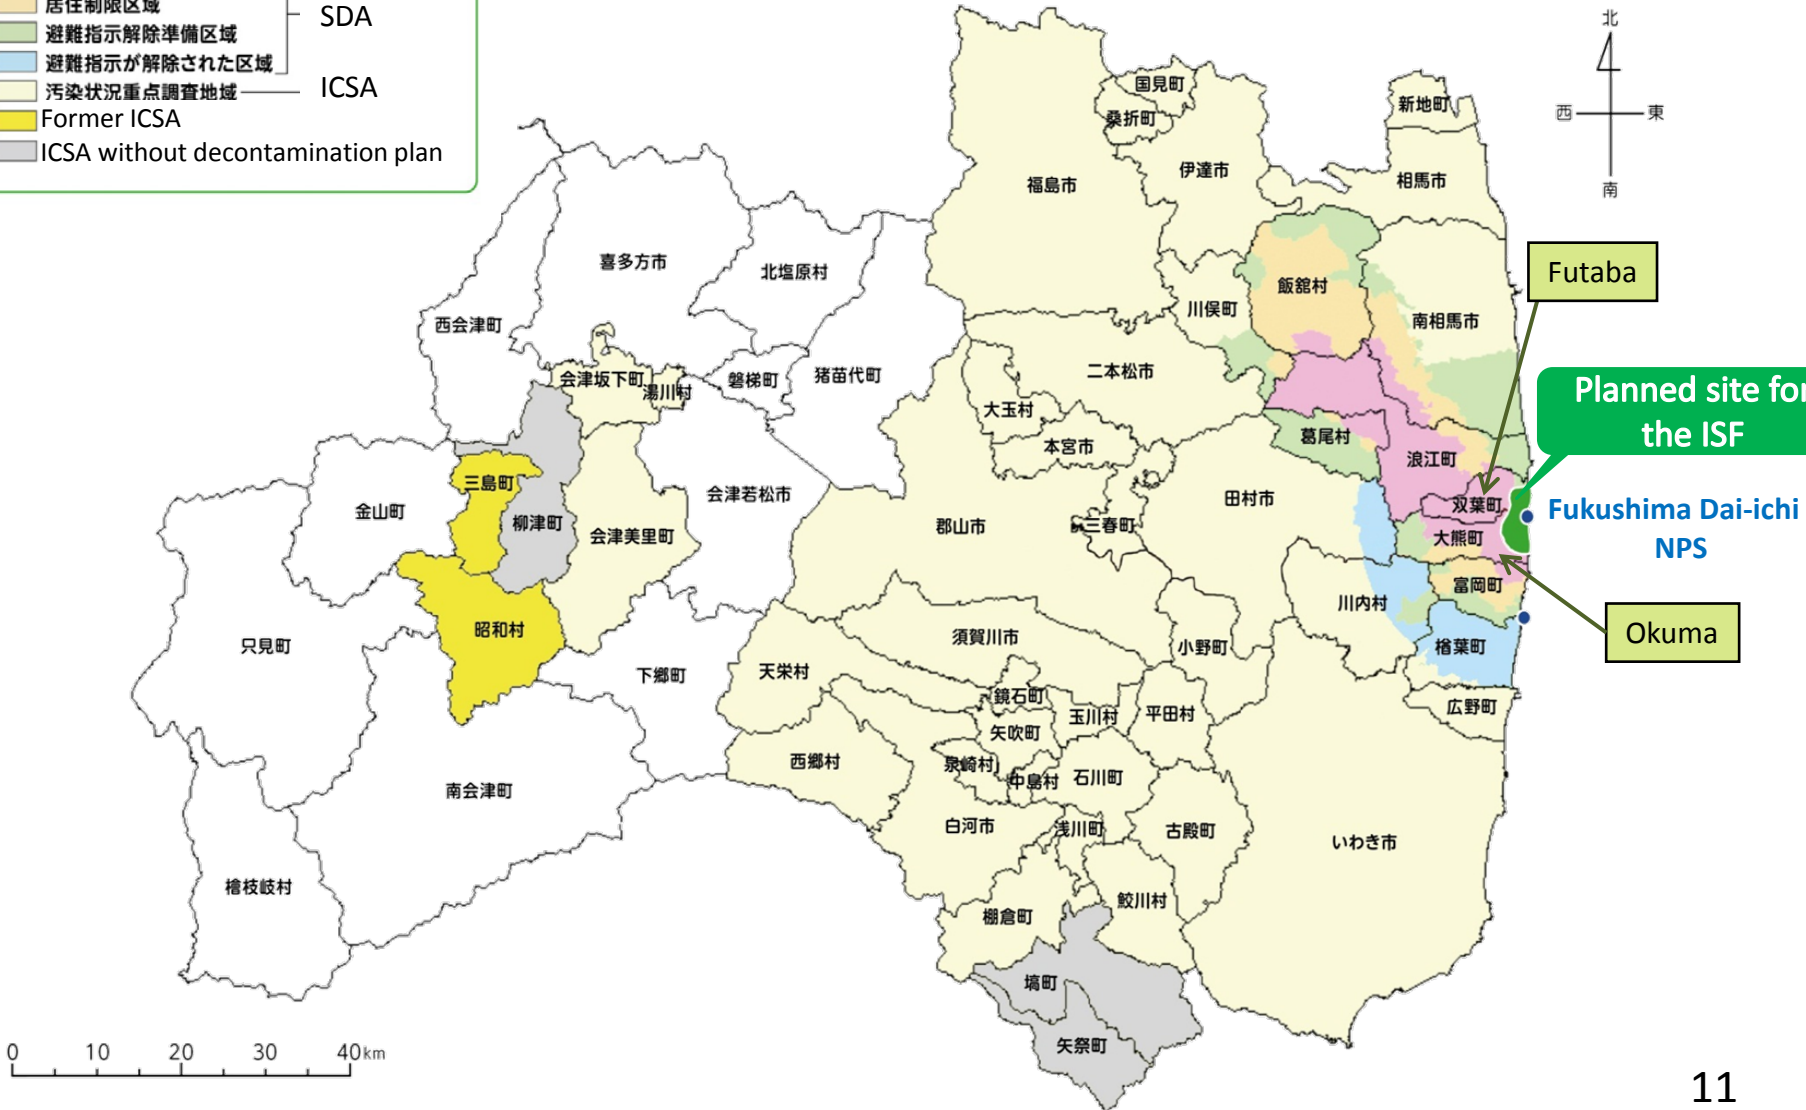 居住制限区域
SDA
避難指示解除準備区域
避難指示が解除された区域
汚染状況重点調査地域
ICSA
Former ICSA
ICSA without decontamination plan
北
西
東
南
国見町
桑折町
新地町
伊達市
相馬市
福島市
喜多方市
北塩原村
Futaba
飯舘村
川俣町
南相馬市
西会津町
会津坂下町
湯川村
磐梯町
猪苗代町
二本松市
大玉村
本宮市
葛尾村
浪江町
Planned site for
the ISF
三島町
金山町
柳津町
会津美里町
会津若松市
郡山市
三春町
田村市
双葉町
大熊町
Fukushima Dai-ichi
NPS
富岡町
川内村
昭和村
只見町
下郷町
天栄村
須賀川市
小野町
楢葉町
Okuma
鏡石町
玉川村
平田村
広野町
矢吹町
西郷村
泉崎村
中島村
石川町
南会津町
白河市
浅川町
古殿町
いわき市
檜枝岐村
棚倉町
鮫川村
塙町
矢祭町
0 10 20 30 40km
11